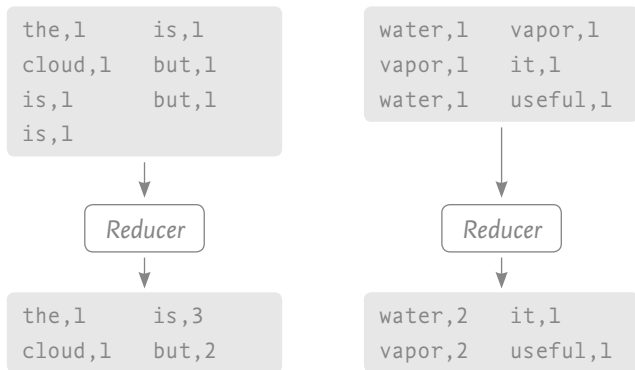 the,1 is,1
cloud,1 but,1
is,1 but,1
is,1
Reducer
the,1 is,3
cloud,1 but,2
water,1 vapor,1
vapor,1 it,1
water,1 useful,1
Reducer
water,2 it,1
vapor,2 useful,1